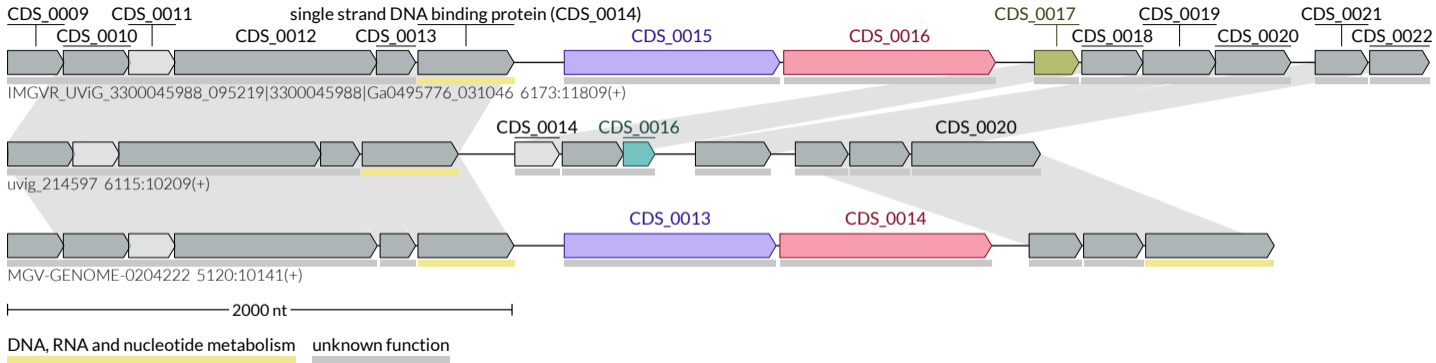 CDS_0009 CDS_0011 single strand DNA binding protein (CDS_0014) CDS_0017 CDS_0019 CDS_0021
CDS_0010 CDS_0012 CDS_0013 CDS_0015 CDS_0016 CDS_0018 CDS_0020 CDS_0022
IMGVR_UViG_3300045988_095219|3300045988|Ga0495776_031046 6173:11809(+)
CDS_0014 CDS_0016 CDS_0020
uvig_214597 6115:10209(+)
CDS_0013 CDS_0014
MGV-GENOME-0204222 5120:10141(+)
2000 nt
DNA, RNA and nucleotide metabolism unknown function